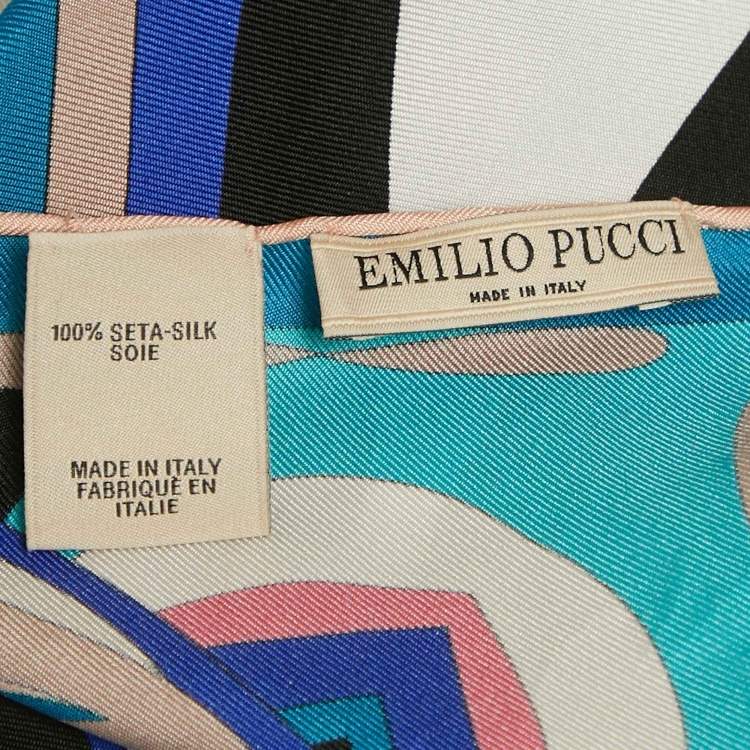 EMILIO PUCCI
MADE IN ITALY
100% SETA-SILK
SOIE
MADE IN ITALY
FABRIQUÈ EN
ITALIE